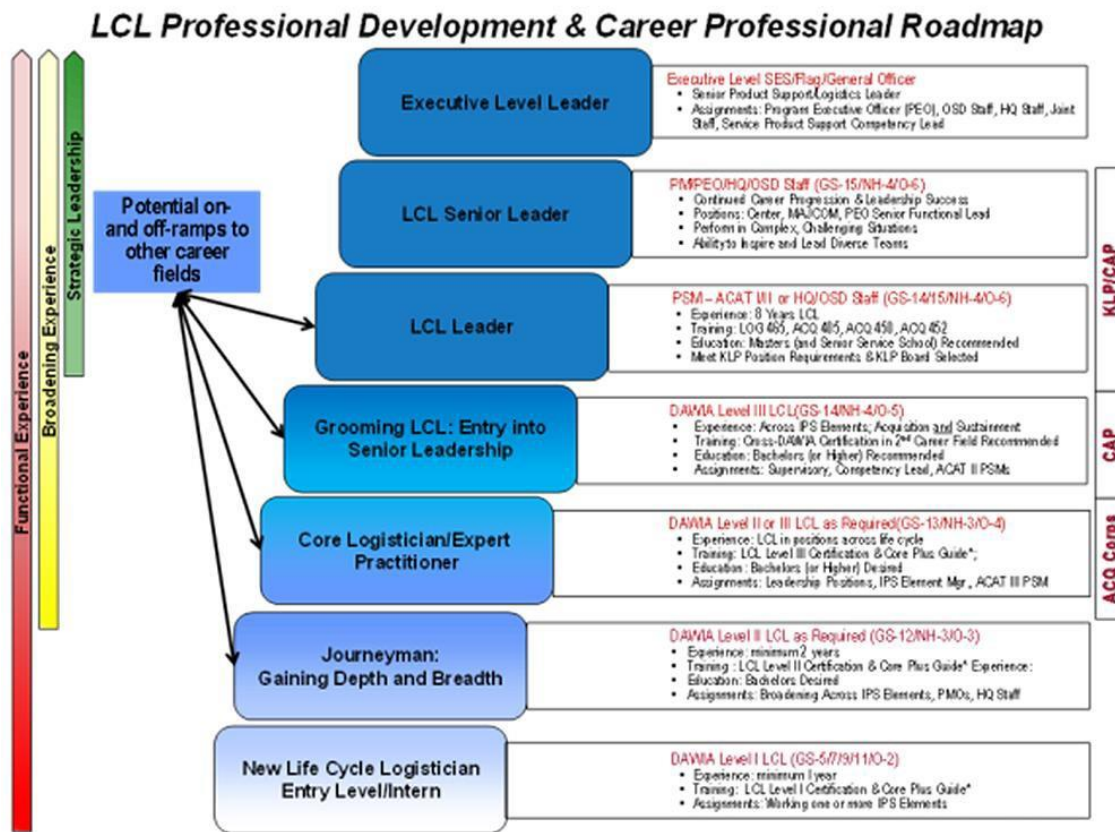 LCL Professional Development & Career Professional Roadmap
Functional Experience
Broadening Experience
Strategic Leadership
Potential on-
and off-ramps to
other career
fields
Executive Level Leader
Executive Level SES/Flag/General Officer
• Senior Product Support/Logistics Leader
• Assignments: Program Executive Officer (PEO), OSD Staff, HQ Staff, Joint
Staff, Service Product Support Competency Lead
LCL Senior Leader
PM/PEO/HQ/OSD Staff (GS-15/NH-4/O-6)
• Continued Career Progression & Leadership Success
• Positions: Center, MAJCOM, PEO Senior Functional Lead
• Perform in Complex, Challenging Situations
• Ability to Inspire and Lead Diverse Teams
LCL Leader
PSM – ACAT I/II or HQ/OSD Staff (GS-14/15/NH-4/O-6)
• Experience: 8 Years LCL
• Training: LOG 465, ACQ 405, ACQ 450, ACQ 452
• Education: Masters (and Senior Service School) Recommended
• Meet KLP Position Requirements & KLP Board Selected
KLP/CAP
Grooming LCL: Entry into
Senior Leadership
DAWIA Level III LCL(GS-14/NH-4/O-5)
• Experience: Across IPS Elements; Acquisition and Sustainment
• Training: Cross-DAWIA Certification in 2nd Career Field Recommended
• Education: Bachelors (or Higher) Recommended
• Assignments: Supervisory, Competency Lead, ACAT II PSMs
CAP
Core Logistician/Expert
Practitioner
DAWIA Level II or III LCL as Required(GS-13/NH-3/O-4)
• Experience: LCL in positions across life cycle
• Training: LCL Level III Certification & Core Plus Guide*;
• Education: Bachelors (or Higher) Desired
• Assignments: Leadership Positions, IPS Element Mgr., ACAT III PSM
ACQ Corps
Journeyman:
Gaining Depth and Breadth
DAWIA Level II LCL as Required (GS-12/NH-3/O-3)
• Experience: minimum 2 years
• Training : LCL Level II Certification & Core Plus Guide* Experience:
• Education: Bachelors Desired
• Assignments: Broadening Across IPS Elements, PMOs, HQ Staff
New Life Cycle Logistician
Entry Level/Intern
DAWIA Level I LCL (GS-5/7/9/11/O-2)
• Experience: minimum 1 year
• Training: LCL Level I Certification & Core Plus Guide*
• Assignments: Working one or more IPS Elements